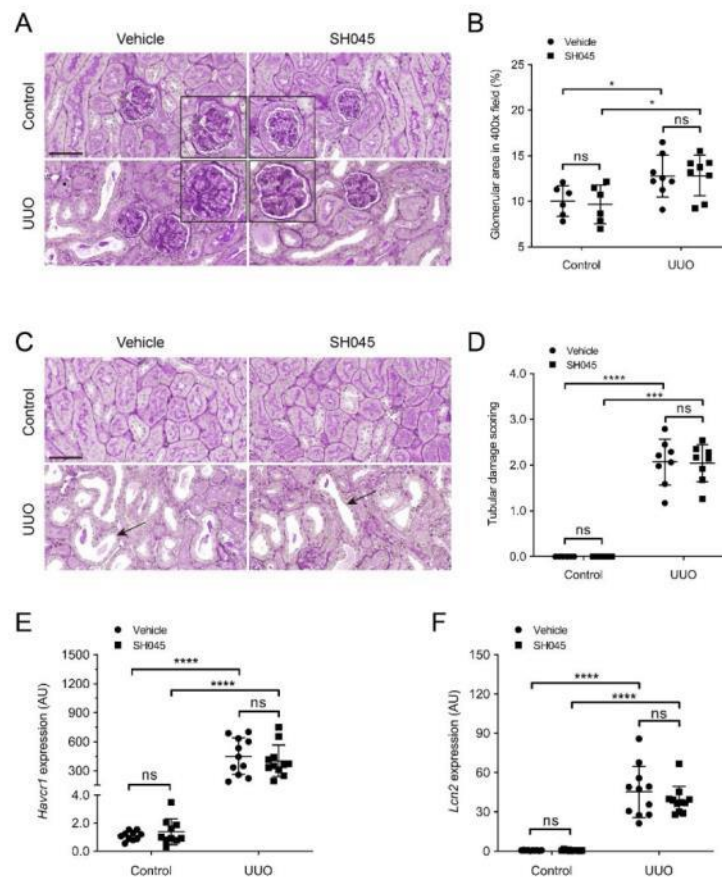 A
Vehicle
SH045
Control
UUO
B
Vehicle
SH045
Glomerular area in 400x field (%)
25
20
15
10
5
*
*
ns
ns
Control
UUO
C
Vehicle
SH045
Control
UUO
D
Vehicle
SH045
Tubular damage scoring
4.0
3.0
2.0
1.0
0.0
****
***
ns
ns
Control
UUO
E
Vehicle
SH045
Havcr1 expression (AU)
1500
1200
900
600
300
4.0
2.0
0.0
****
****
ns
ns
Control
UUO
F
Vehicle
SH045
Lcn2 expression (AU)
150
120
90
60
30
0
****
****
ns
ns
Control
UUO